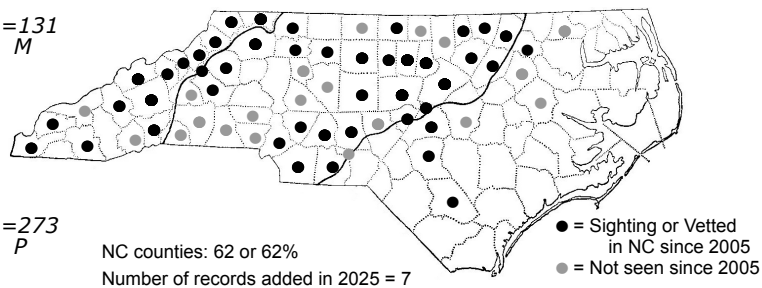 =131
M
=273
P
NC counties: 62 or 62%
Number of records added in 2025 = 7
= Sighting or Vetted
in NC since 2005
= Not seen since 2005